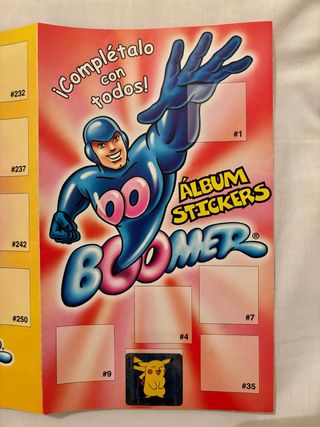 ¡Complétalo
con
todos!
#232
#1
#237
ÁLBUM
STICKERS
#242
BOOMER®
#250
#7
#4
#9
#35